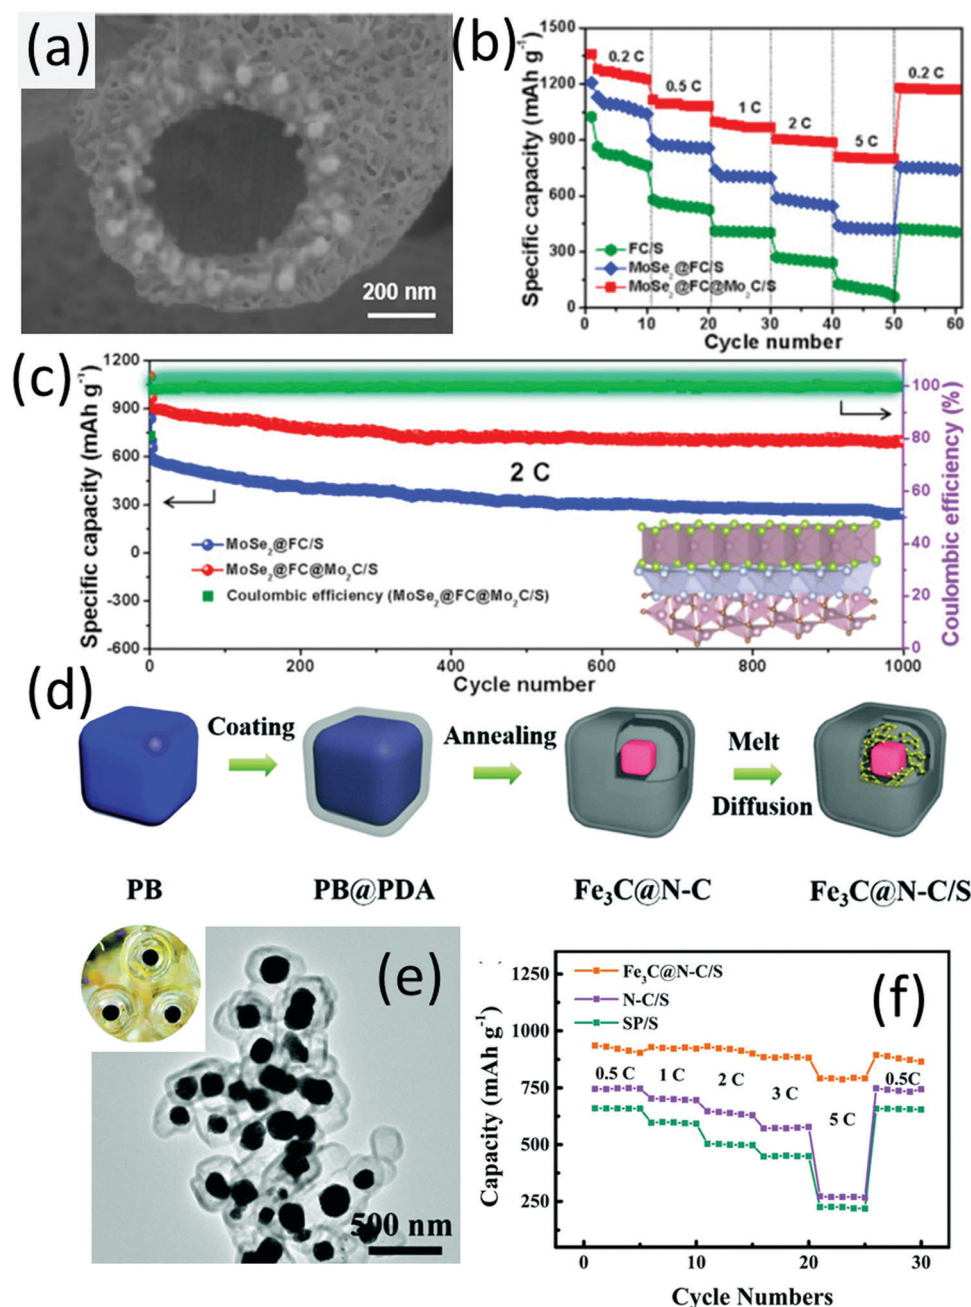 (a)
200 nm
(b)
Specific capacity (mAh g⁻¹)
1500
1200
900
600
300
0
0.2 C
0.5 C
1 C
2 C
5 C
0.2 C
FC/S
MoSe₂@FC/S
MoSe₂@FC@Mo₂C/S
0 10 20 30 40 50 60
Cycle number
(c)
Specific capacity (mAh g⁻¹)
1200
900
600
300
0
-300
-600
2 C
MoSe₂@FC/S
MoSe₂@FC@Mo₂C/S
Coulombic efficiency (MoSe₂@FC@Mo₂C/S)
100
80
60
40
20
0
Coulombic efficiency (%)
0 200 400 600 800 1000
Cycle number
(d)
Coating
Annealing
Melt
Diffusion
PB
PB@PDA
Fe₃C@N-C
Fe₃C@N-C/S
(e)
500 nm
(f)
Capacity (mAh g⁻¹)
1250
1000
750
500
250
Fe₃C@N-C/S
N-C/S
SP/S
0.5 C
1 C
2 C
3 C
5 C
0.5C
0 10 20 30
Cycle Numbers